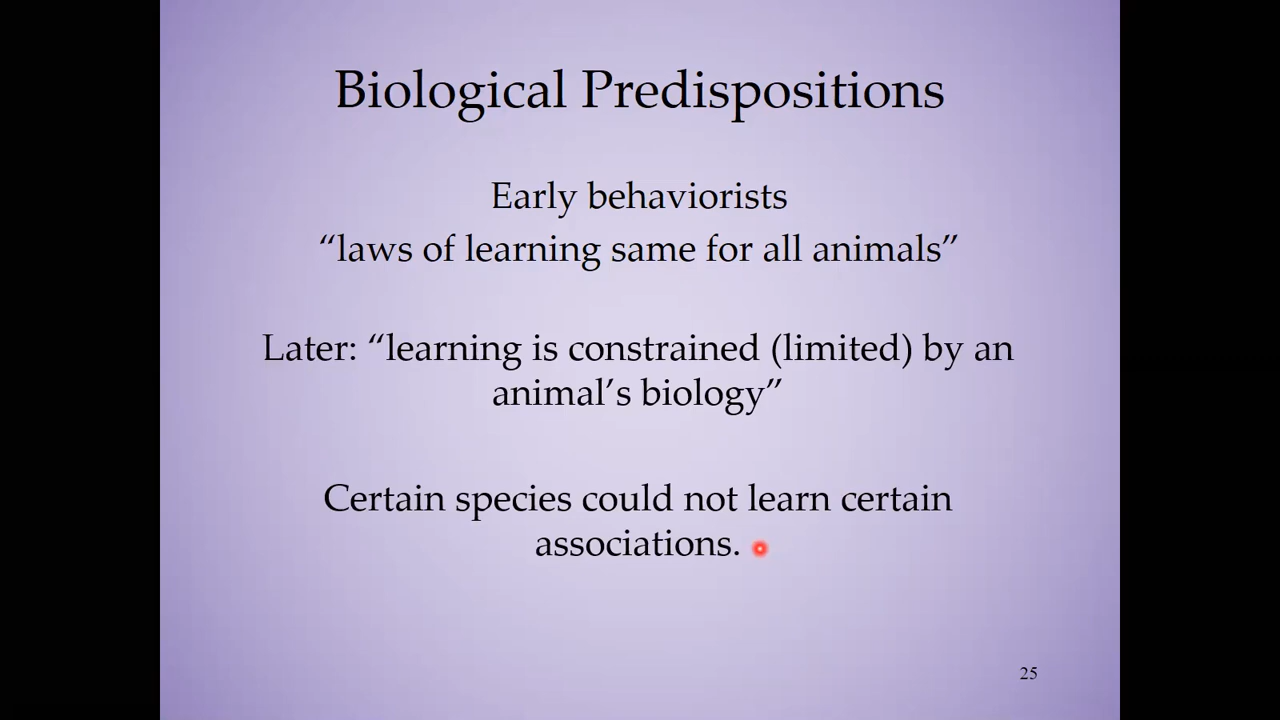 Biological Predispositions
Early behaviorists
“laws of learning same for all animals”
Later: “learning is constrained (limited) by an
animal’s biology”
Certain species could not learn certain
associations.
25